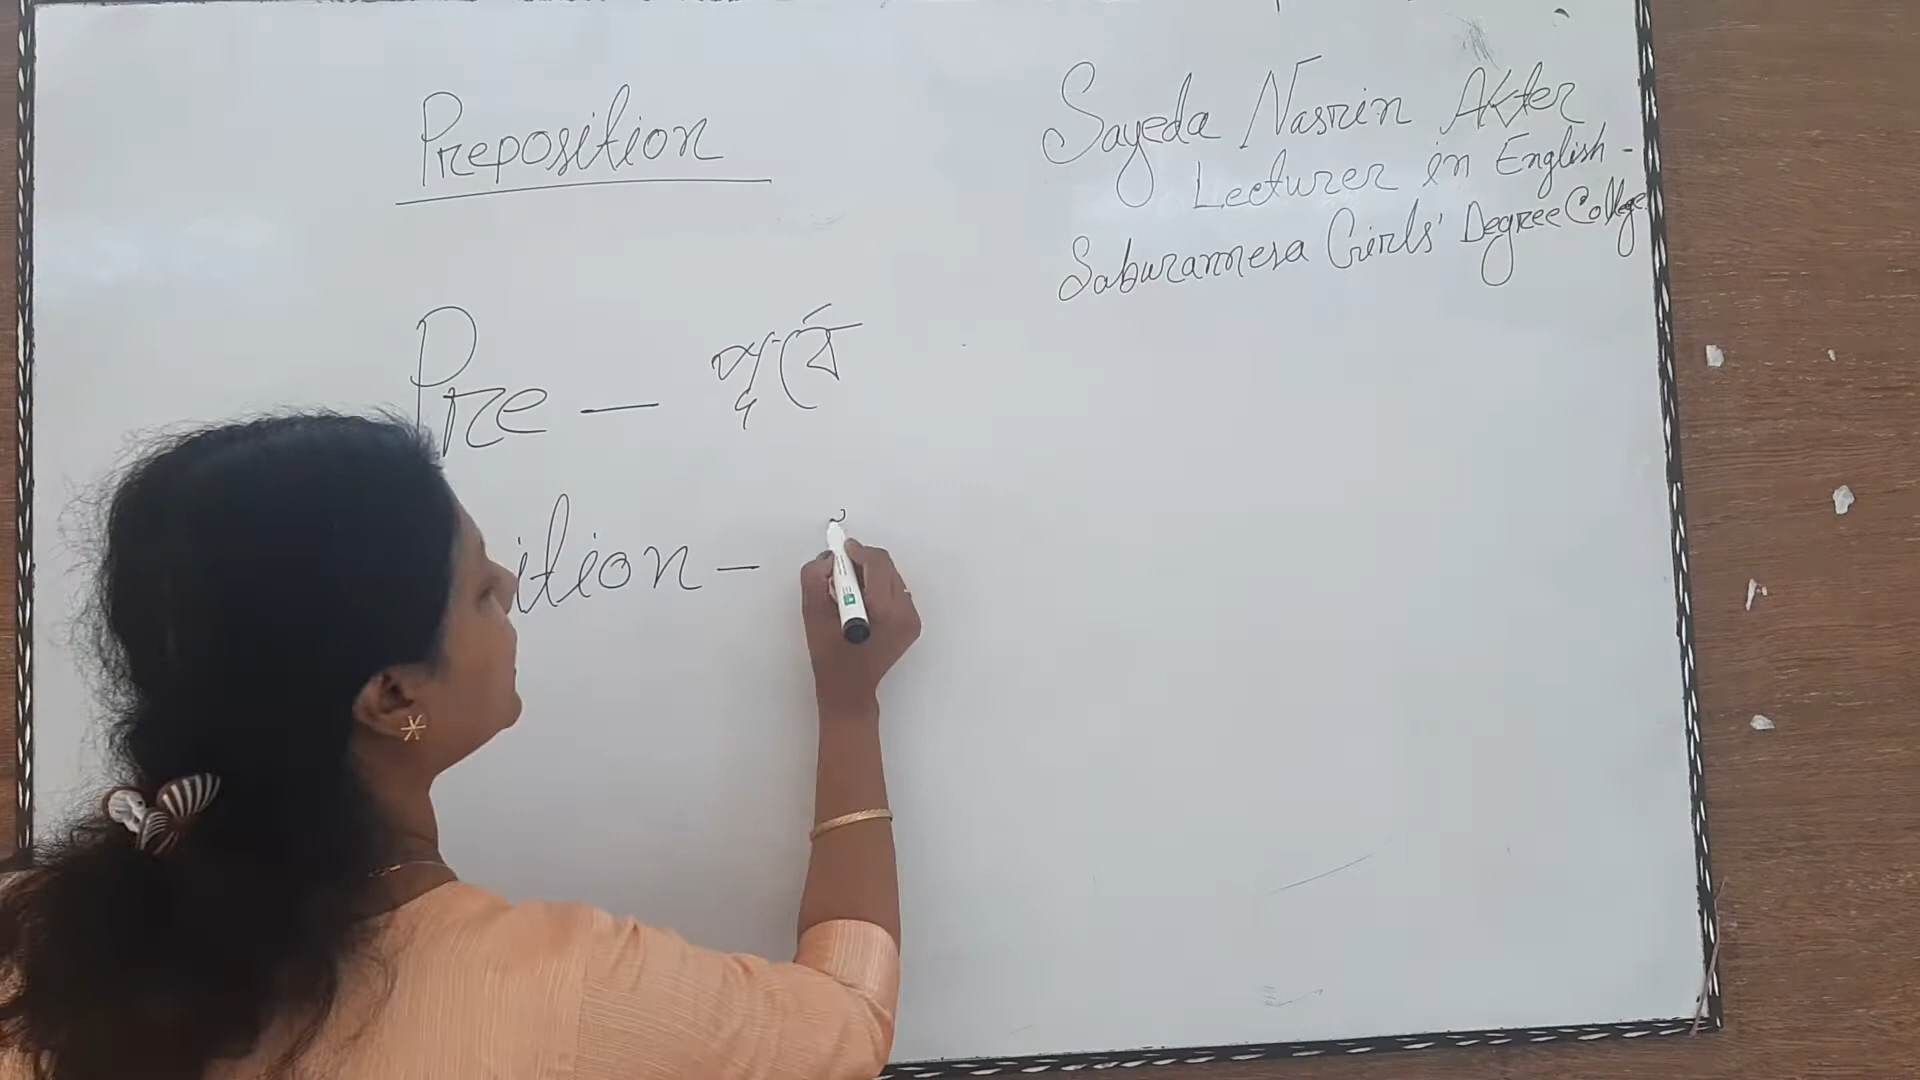 Preposition
Sayeda Nasrin Akter
Lecturer in English -
Saburannesa Girls' Degree College
Pre — পূর্বে
ition -